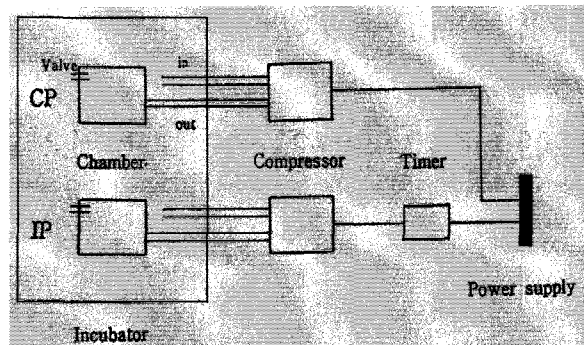 Valve
in
CP
out
Chamber
Compressor
Timer
IP
Power supply
Incubator